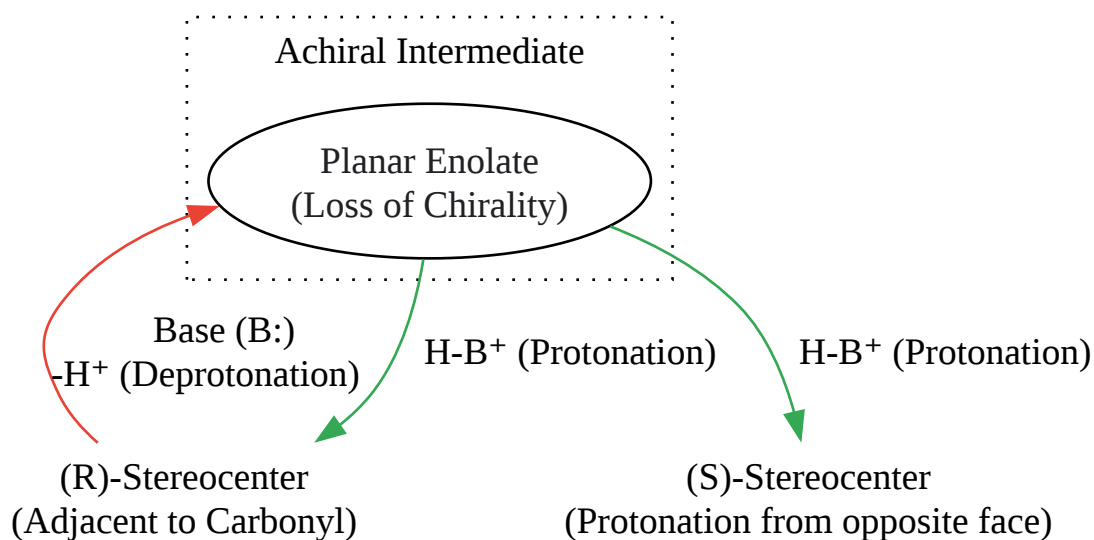 Achiral Intermediate
Planar Enolate
(Loss of Chirality)
Base (B:)
-H⁺ (Deprotonation)
H-B⁺ (Protonation)
H-B⁺ (Protonation)
(R)-Stereocenter
(Adjacent to Carbonyl)
(S)-Stereocenter
(Protonation from opposite face)